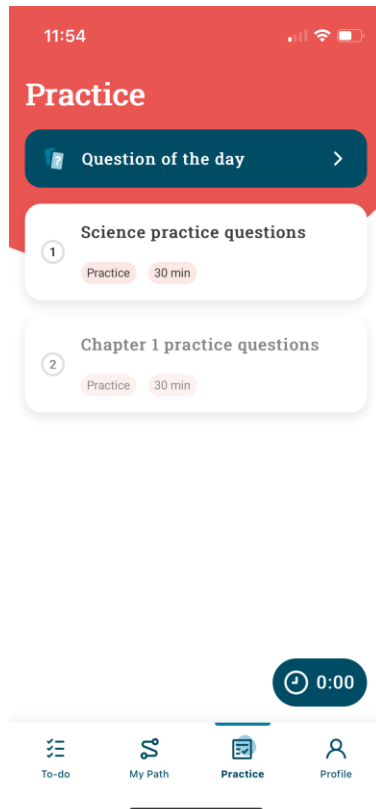 11:54
Practice
Question of the day
Science practice questions
1
Practice 30 min
Chapter 1 practice questions
2
Practice 30 min
0:00
To-do My Path Practice Profile